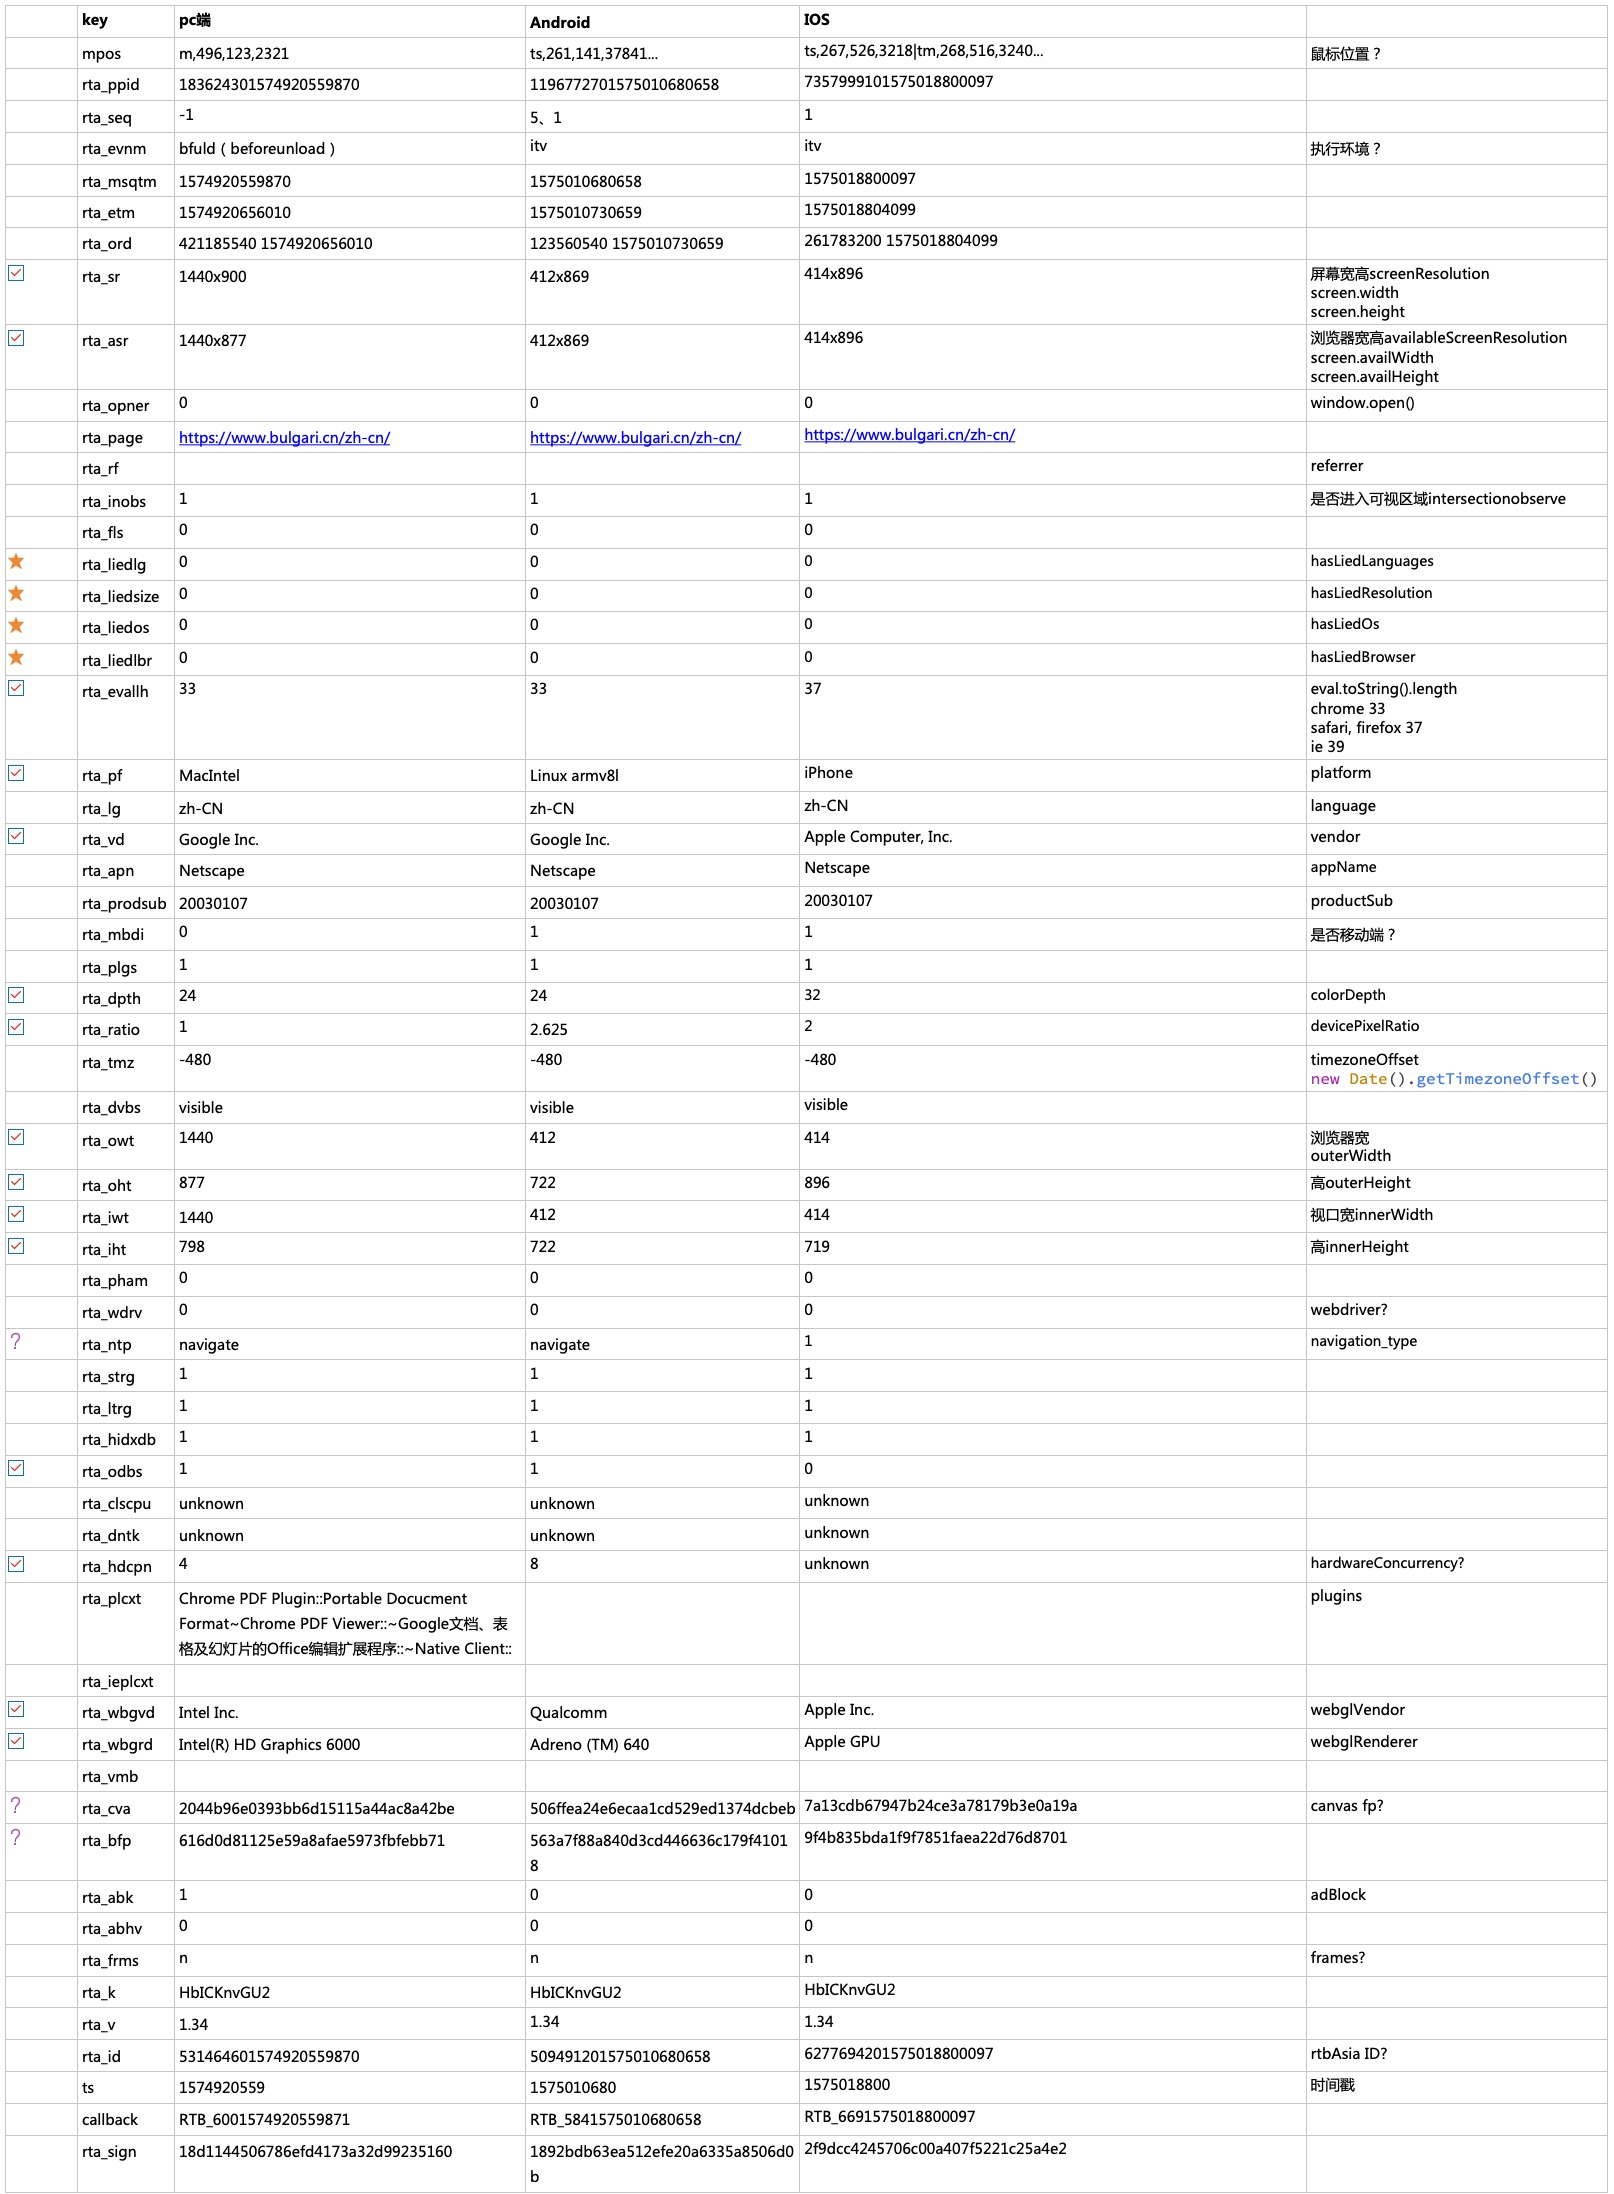 key pc端 Android IOS
mpos m,496,123,2321 ts,261,141,37841... ts,267,526,3218|tm,268,516,3240... 鼠标位置？
rta_ppid 183624301574920559870 1196772701575010680658 7357999101575018800097
rta_seq -1 5、1 1
rta_evnm bfuld（beforeunload） itv itv 执行环境？
rta_msqtm 1574920559870 1575010680658 1575018800097
rta_etm 1574920656010 1575010730659 1575018804099
rta_ord 421185540 1574920656010 123560540 1575010730659 261783200 1575018804099
rta_sr 1440x900 412x869 414x896 屏幕宽高screenResolution
screen.width
screen.height
rta_asr 1440x877 412x869 414x896 浏览器宽高availableScreenResolution
screen.availWidth
screen.availHeight
rta_opner 0 0 0 window.open()
rta_page https://www.bulgari.cn/zh-cn/ https://www.bulgari.cn/zh-cn/ https://www.bulgari.cn/zh-cn/
rta_rf referrer
rta_inobs 1 1 1 是否进入可视区域intersectionobserve
rta_fls 0 0 0
rta_liedlg 0 0 0 hasLiedLanguages
rta_liedsize 0 0 0 hasLiedResolution
rta_liedos 0 0 0 hasLiedOs
rta_liedlbr 0 0 0 hasLiedBrowser
rta_evallh 33 33 37 eval.toString().length
chrome 33
safari, firefox 37
ie 39
rta_pf MacIntel Linux armv8l iPhone platform
rta_lg zh-CN zh-CN zh-CN language
rta_vd Google Inc. Google Inc. Apple Computer, Inc. vendor
rta_apn Netscape Netscape Netscape appName
rta_prodsub 20030107 20030107 20030107 productSub
rta_mbdi 0 1 1 是否移动端？
rta_plgs 1 1 1
rta_dpth 24 24 32 colorDepth
rta_ratio 1 2.625 2 devicePixelRatio
rta_tmz -480 -480 -480 timezoneOffset
new Date().getTimezoneOffset()
rta_dvbs visible visible visible
rta_owt 1440 412 414 浏览器宽
outerWidth
rta_oht 877 722 896 高outerHeight
rta_iwt 1440 412 414 视口宽innerWidth
rta_iht 798 722 719 高innerHeight
rta_pham 0 0 0
rta_wdrv 0 0 0 webdriver?
? rta_ntp navigate navigate 1 navigation_type
rta_strg 1 1 1
rta_ltrg 1 1 1
rta_hidxdb 1 1 1
rta_odbs 1 1 0
rta_clscpu unknown unknown unknown
rta_dntk unknown unknown unknown
rta_hdcpn 4 8 unknown hardwareConcurrency?
rta_plcxt Chrome PDF Plugin::Portable Docucment plugins
Format~Chrome PDF Viewer::~Google文档、表
格及幻灯片的Office编辑扩展程序::~Native Client::
rta_ieplcxt
rta_wbgvd Intel Inc. Qualcomm Apple Inc. webglVendor
rta_wbgrd Intel(R) HD Graphics 6000 Adreno (TM) 640 Apple GPU webglRenderer
rta_vmb
? rta_cva 2044b96e0393bb6d15115a44ac8a42be 506ffea24e6ecaa1cd529ed1374dcbeb 7a13cdb67947b24ce3a78179b3e0a19a canvas fp?
? rta_bfp 616d0d81125e59a8afae5973fbfebb71 563a7f88a840d3cd446636c179f4101 9f4b835bda1f9f7851faea22d76d8701
8
rta_abk 1 0 0 adBlock
rta_abhv 0 0 0
rta_frms n n n frames?
rta_k HbICKnvGU2 HbICKnvGU2 HbICKnvGU2
rta_v 1.34 1.34 1.34
rta_id 531464601574920559870 509491201575010680658 6277694201575018800097 rtbAsia ID?
ts 1574920559 1575010680 1575018800 时间戳
callback RTB_6001574920559871 RTB_5841575010680658 RTB_6691575018800097
rta_sign 18d1144506786efd4173a32d99235160 1892bdb63ea512efe20a6335a8506d0 2f9dcc4245706c00a407f5221c25a4e2
b